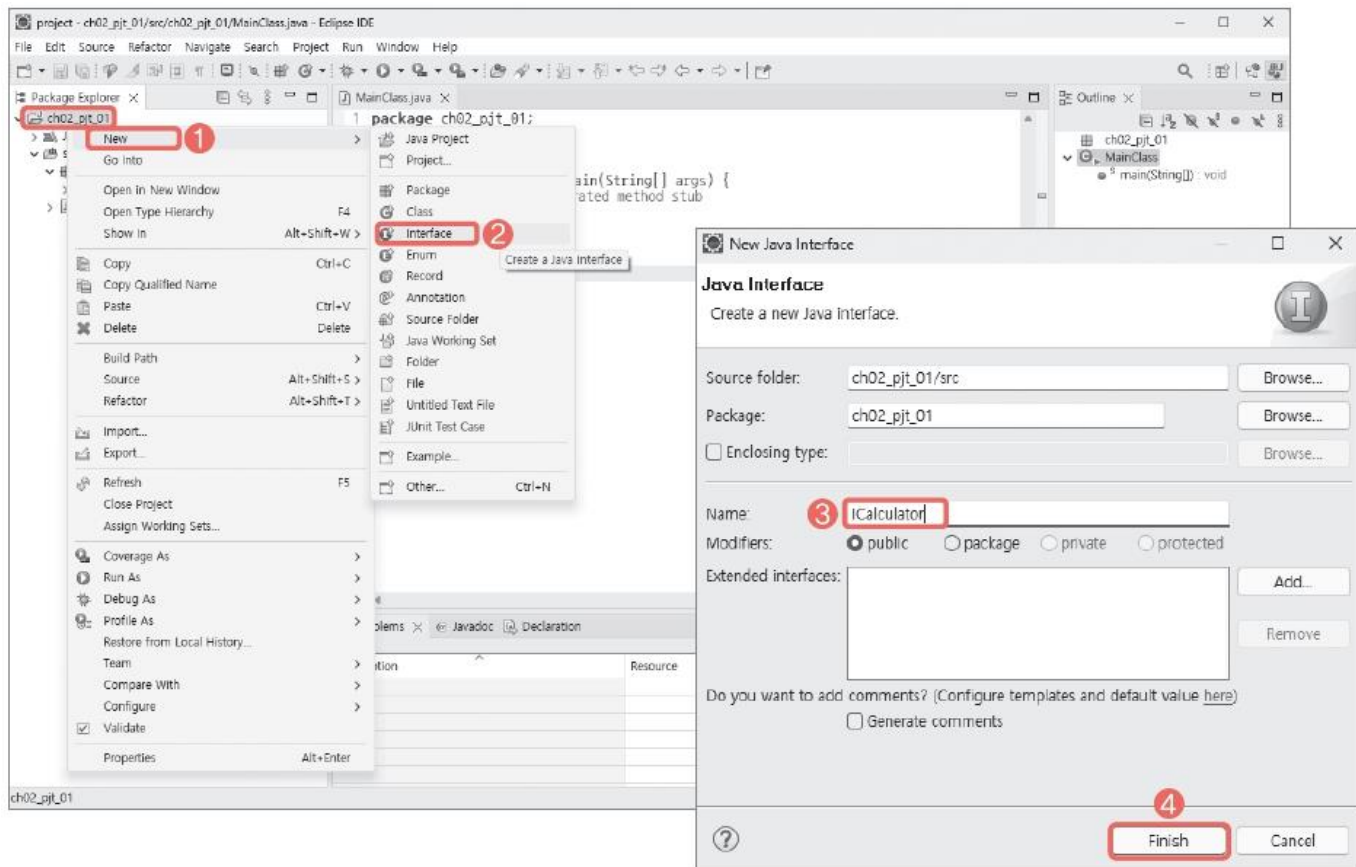 project - ch02_pjt_01/src/ch02_pjt_01/MainClass.java - Eclipse IDE
File Edit Source Refactor Navigate Search Project Run Window Help
Package Explorer
ch02_pjt_01
1
New
Go Into
Open in New Window
Open Type Hierarchy F4
Show In Alt+Shift+W >
Copy Ctrl+C
Copy Qualified Name
Paste Ctrl+V
Delete Delete
Build Path >
Source Alt+Shift+S >
Refactor Alt+Shift+T >
Import...
Export...
Refresh F5
Close Project
Assign Working Sets...
Coverage As >
Run As >
Debug As >
Profile As >
Restore from Local History...
Team >
Compare With >
Configure >
Validate
Properties Alt+Enter
ch02_pjt_01
Java Project
Project...
Package
Class
Interface 2
Create a Java Interface
Enum
Record
Annotation
Source Folder
Java Working Set
Folder
File
Untitled Text File
JUnit Test Case
Example...
Other... Ctrl+N
MainClass.java
1 package ch02_pjt_01;
ain(String[] args) {
ated method stub
blems Javadoc Declaration
tion Resource
Outline
ch02_pjt_01
MainClass
main(String[]) : void
New Java Interface
Java Interface
Create a new Java interface.
Source folder: ch02_pjt_01/src Browse...
Package: ch02_pjt_01 Browse...
Enclosing type: Browse...
Name: 3 ICalculator
Modifiers: public package private protected
Extended interfaces: Add...
Remove
Do you want to add comments? (Configure templates and default value here)
Generate comments
4
Finish Cancel